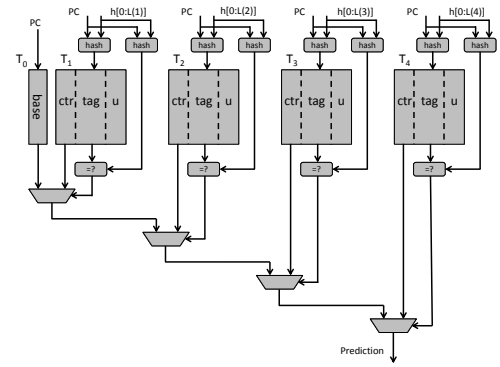 PC h[0:L(1)] PC h[0:L(2)] PC h[0:L(3)] PC h[0:L(4)]
PC
hash hash hash hash hash hash hash hash
T0 T1 T2 T3 T4
base
ctr tag u ctr tag u ctr tag u ctr tag u
=? =? =? =?
Prediction